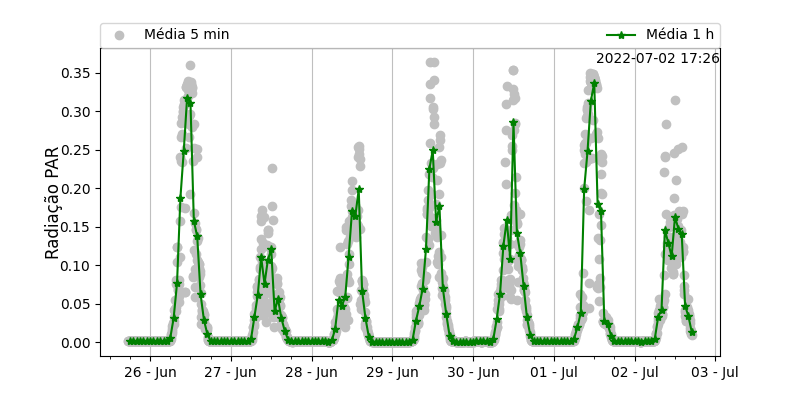 Média 5 min
Média 1 h
2022-07-02 17:26
Radiação PAR
0.35
0.30
0.25
0.20
0.15
0.10
0.05
0.00
26 - Jun
27 - Jun
28 - Jun
29 - Jun
30 - Jun
01 - Jul
02 - Jul
03 - Jul